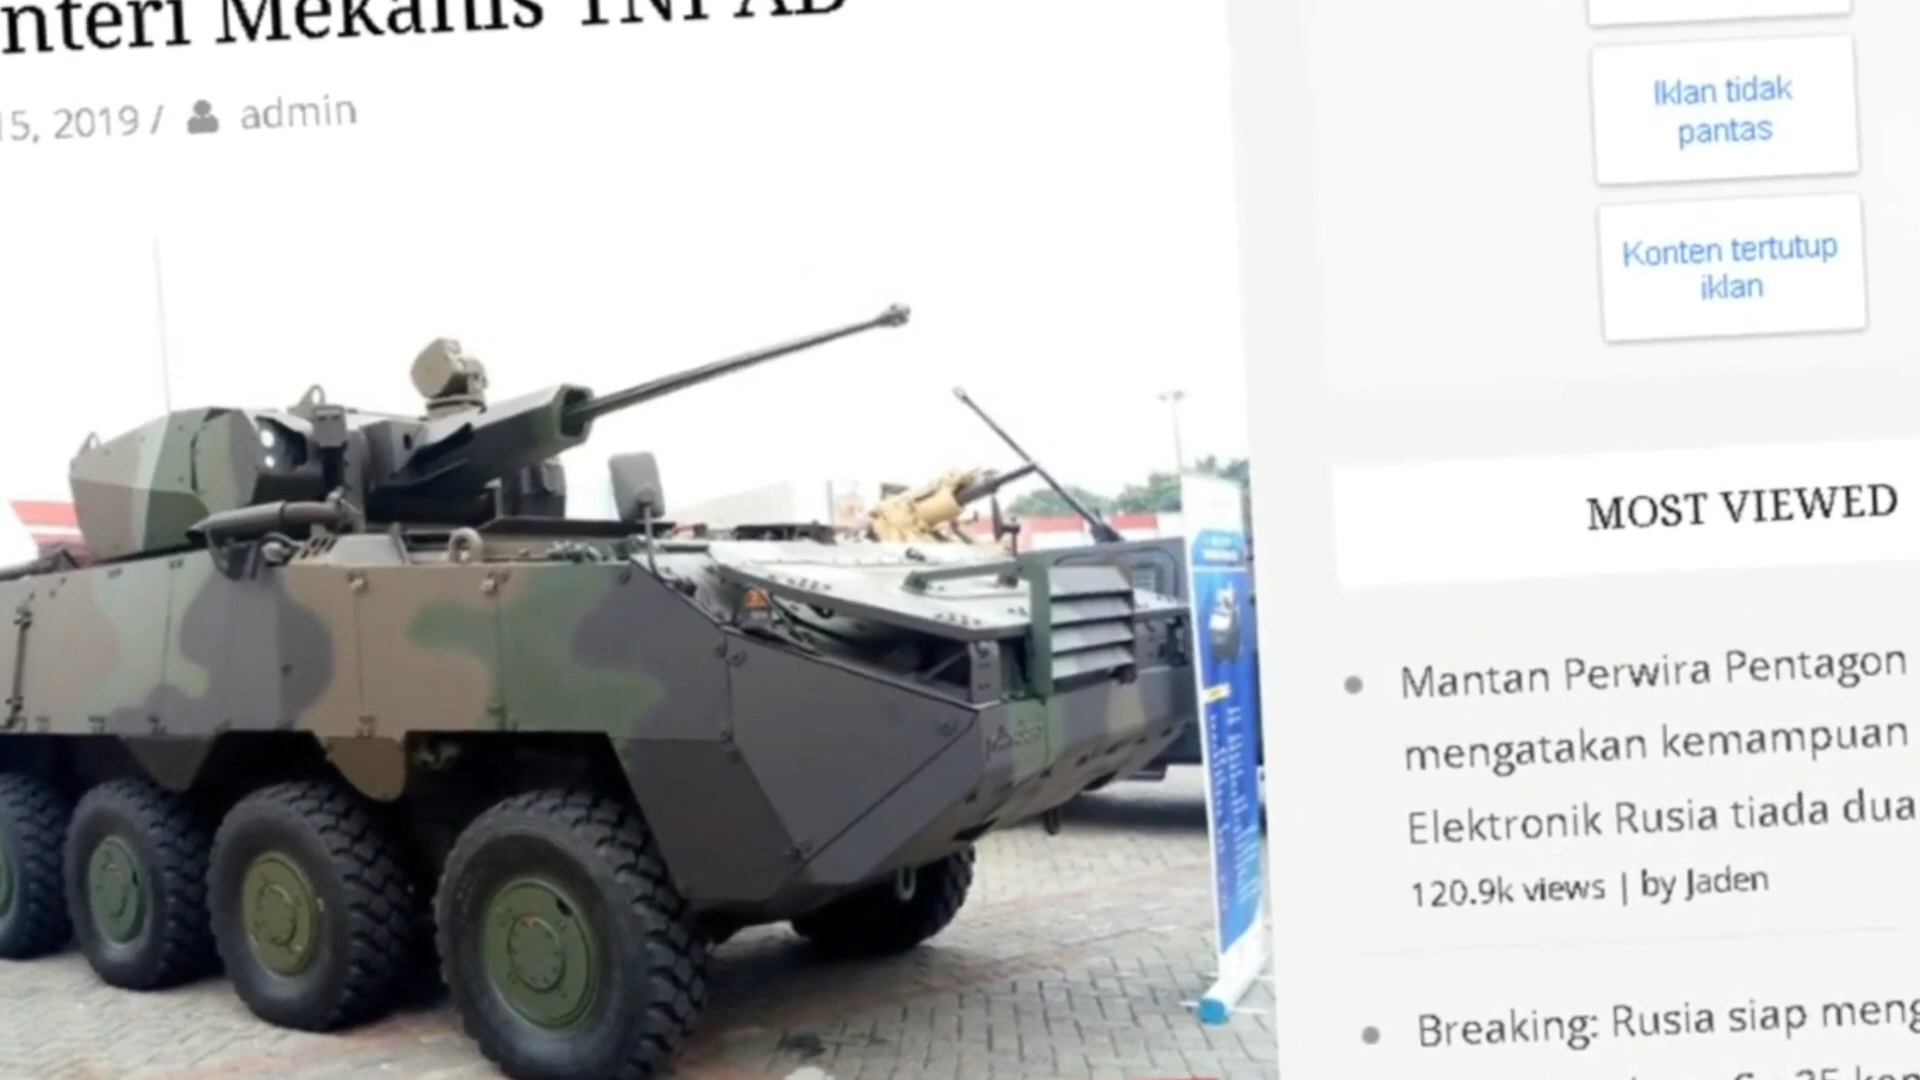 nteri Mekanis TNI AD
15, 2019 / admin
Iklan tidak
pantas
Konten tertutup
iklan
MOST VIEWED
Mantan Perwira Pentagon
mengatakan kemampuan
Elektronik Rusia tiada dua
120.9k views | by Jaden
Breaking: Rusia siap meng